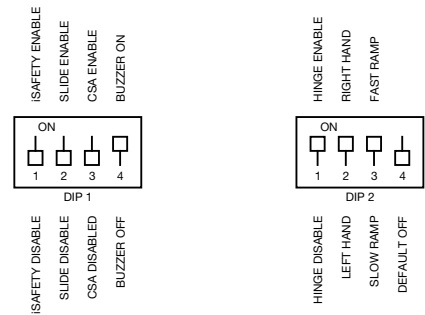 iSAFETY ENABLE
SLIDE ENABLE
CSA ENABLE
BUZZER ON
ON
1 2 3 4
DIP 1
iSAFETY DISABLE
SLIDE DISABLE
CSA DISABLED
BUZZER OFF
HINGE ENABLE
RIGHT HAND
FAST RAMP
ON
1 2 3 4
DIP 2
HINGE DISABLE
LEFT HAND
SLOW RAMP
DEFAULT OFF